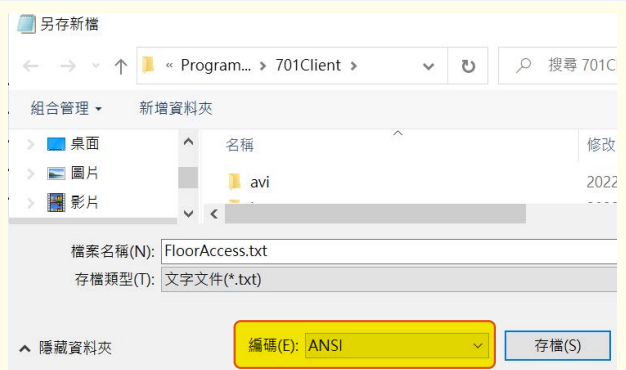 另存新檔
« Program... > 701Client >
搜尋 701C
組合管理
新增資料夾
桌面
圖片
影片
名稱
修改
avi
2022
檔案名稱(N): FloorAccess.txt
存檔類型(T): 文字文件(*.txt)
隱藏資料夾
編碼(E): ANSI
存檔(S)